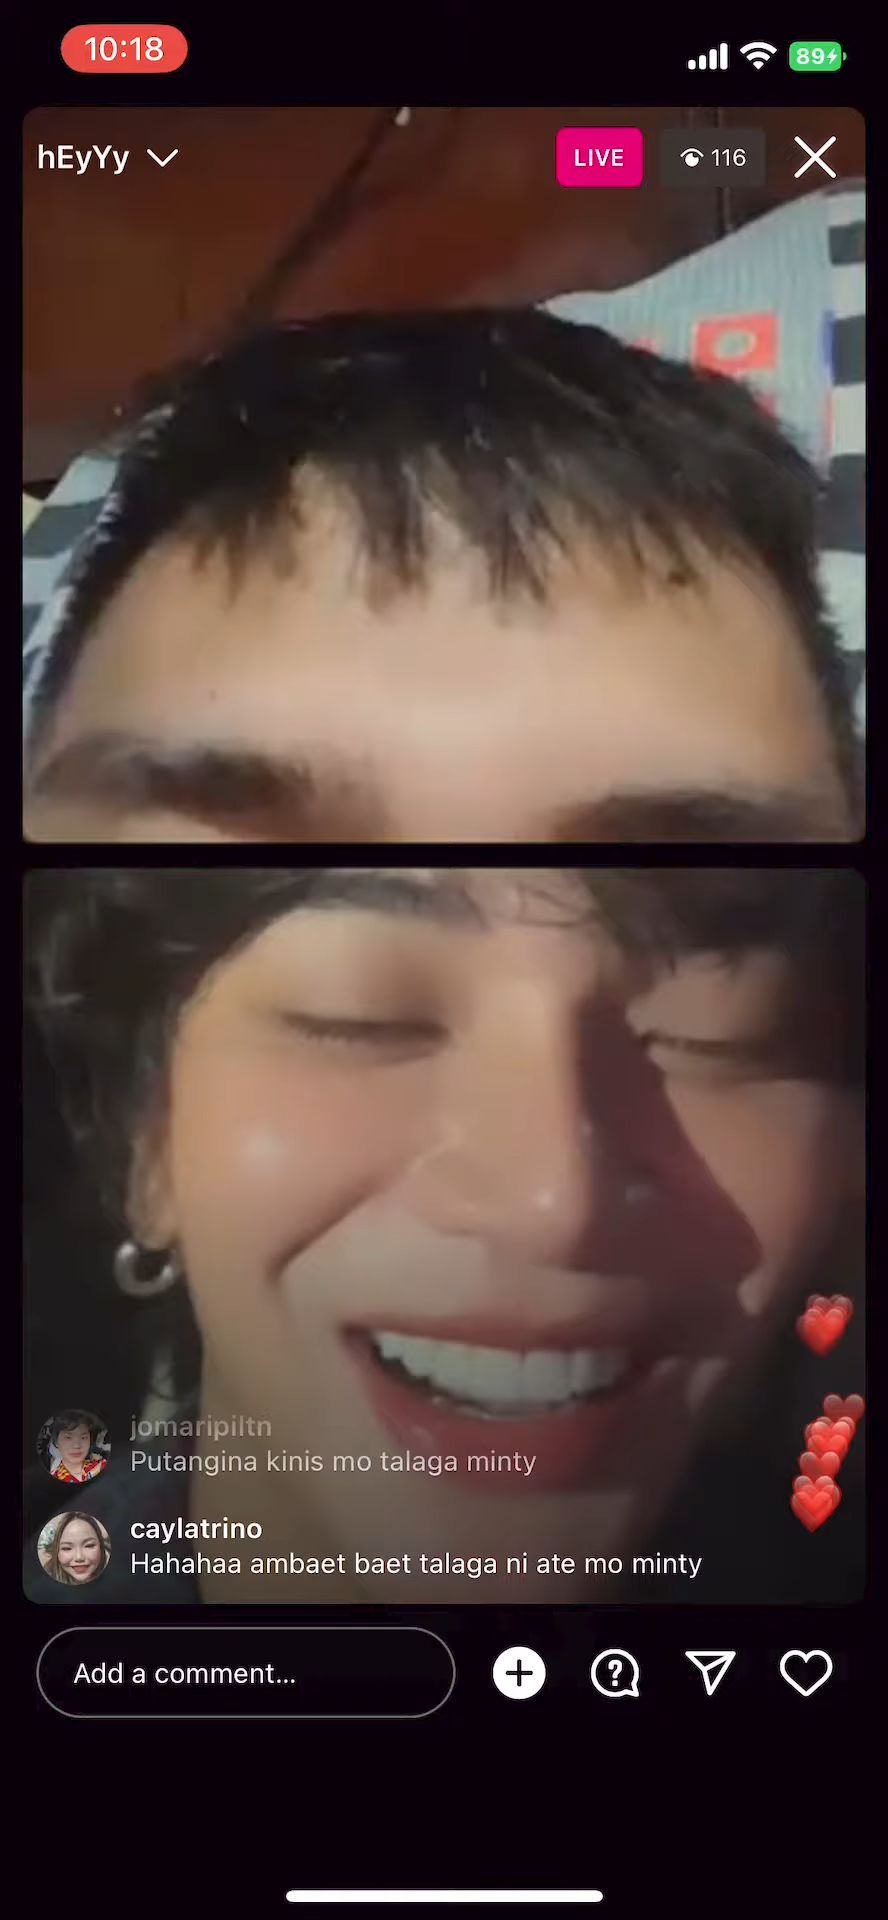 10:18
89
hEyYy
LIVE
116
jomaripiltn
Putangina kinis mo talaga minty
caylatrino
Hahahaa ambaet baet talaga ni ate mo minty
Add a comment...